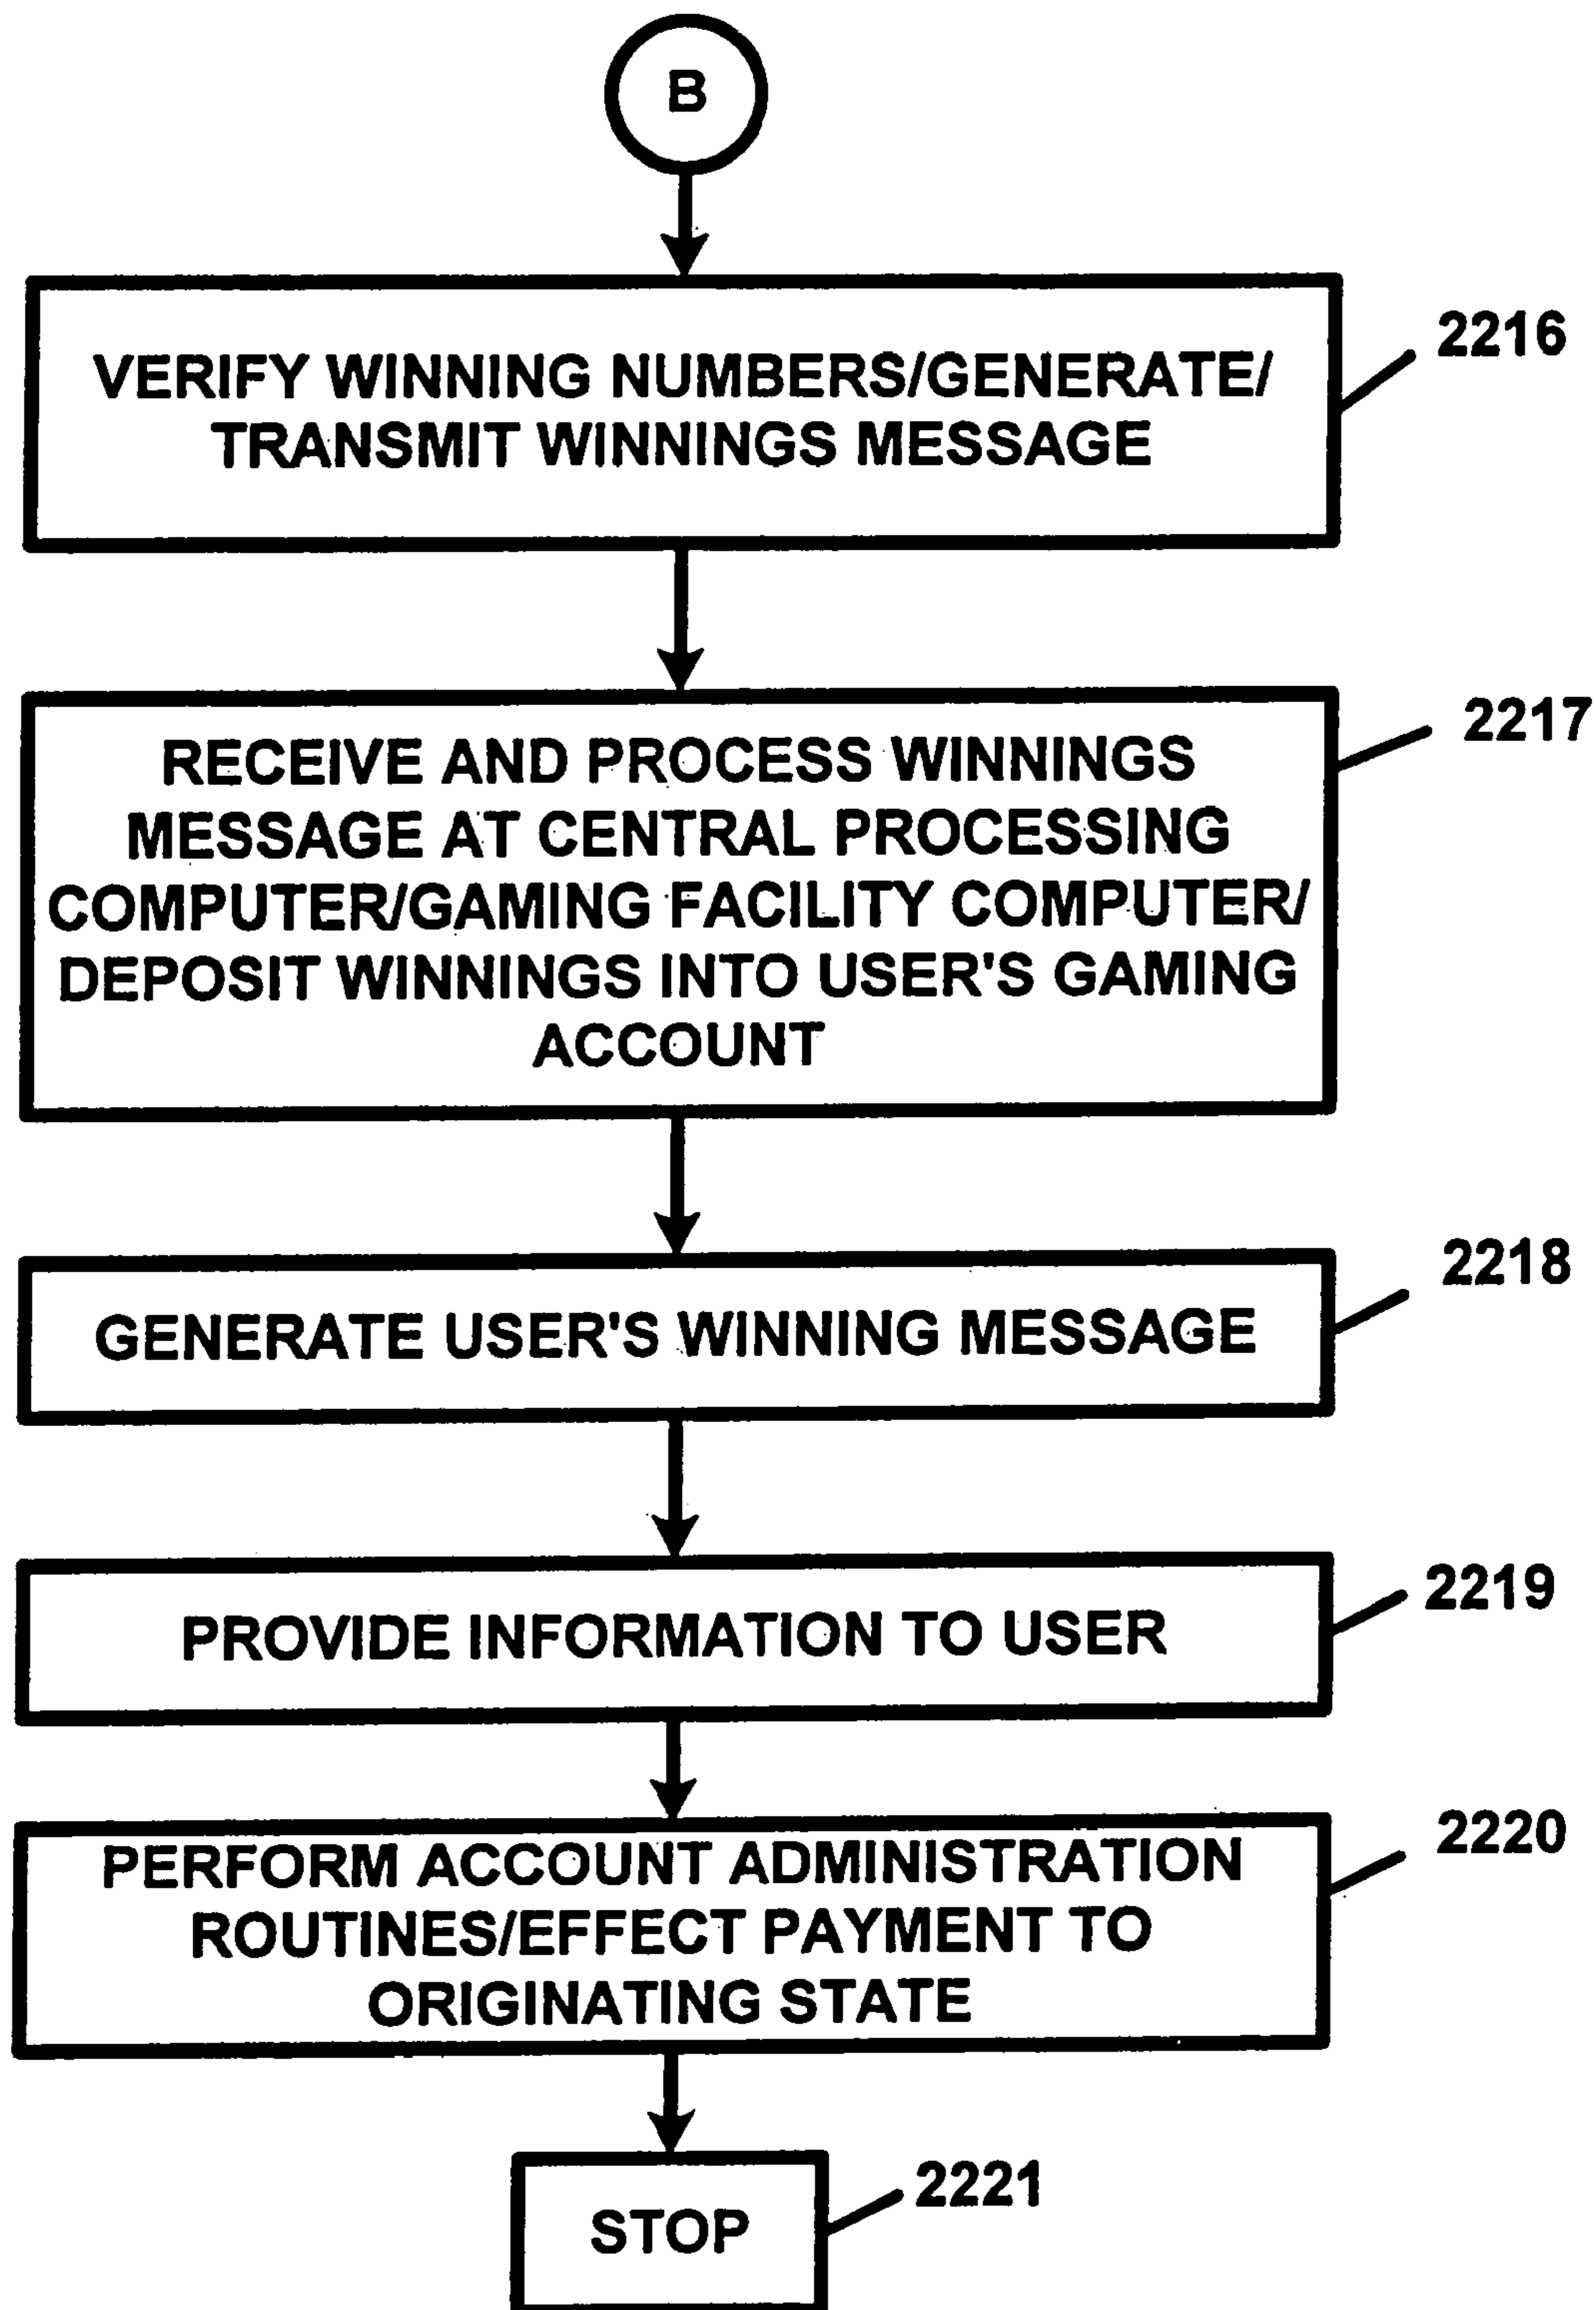 B
VERIFY WINNING NUMBERS/GENERATE/
TRANSMIT WINNINGS MESSAGE
2216
RECEIVE AND PROCESS WINNINGS
MESSAGE AT CENTRAL PROCESSING
COMPUTER/GAMING FACILITY COMPUTER/
DEPOSIT WINNINGS INTO USER'S GAMING
ACCOUNT
2217
GENERATE USER'S WINNING MESSAGE
2218
PROVIDE INFORMATION TO USER
2219
PERFORM ACCOUNT ADMINISTRATION
ROUTINES/EFFECT PAYMENT TO
ORIGINATING STATE
2220
STOP
2221